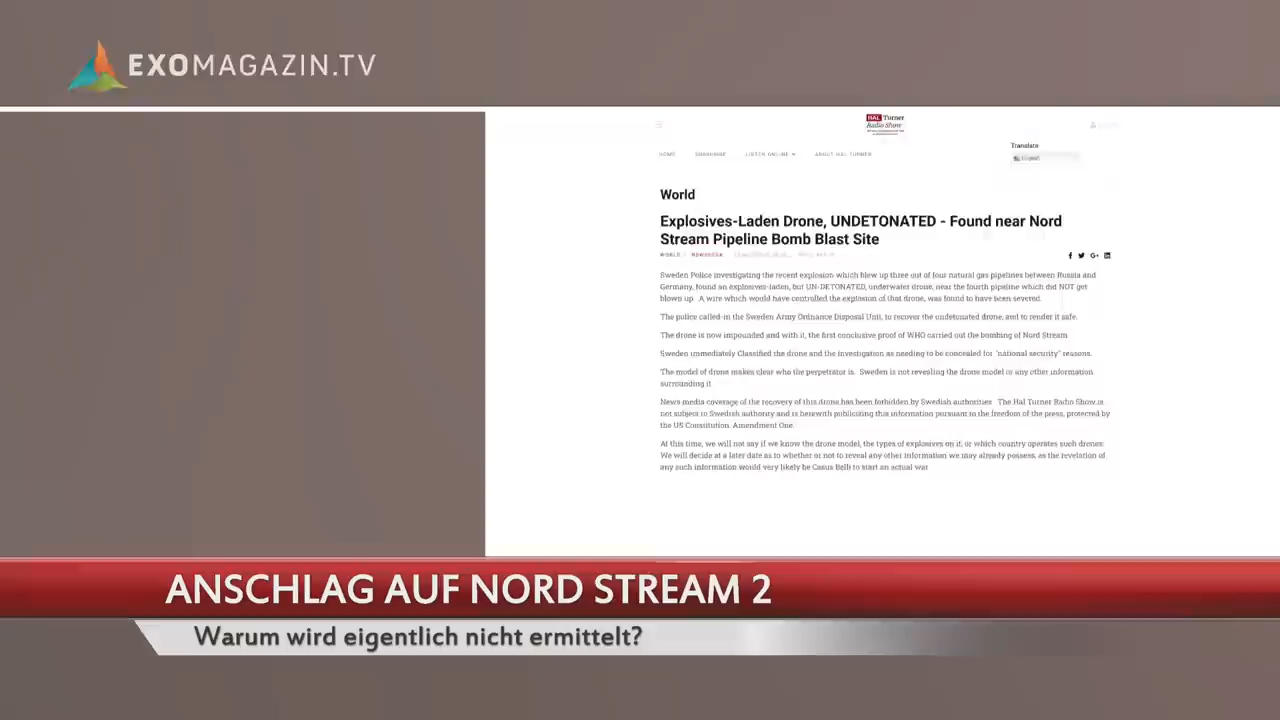 EXOMAGAZIN.TV
HAL Turner
Radio Show
HOME
LISTEN ONLINE
ABOUT HAL TURNER
Translate
World
Explosives-Laden Drone, UNDETONATED - Found near Nord
Stream Pipeline Bomb Blast Site
WORLD
Sweden Police investigating the recent explosion which blew up three out of four natural gas pipelines between Russia and
Germany, found an explosives-laden, but UN-DETONATED, underwater drone, near the fourth pipeline which did NOT get
blown up. A wire which would have controlled the explosion of that drone, was found to have been severed.
The police called-in the Sweden Army Ordinance Disposal Unit, to recover the undetonated drone, and to render it safe.
The drone is now impounded and with it, the first conclusive proof of WHO carried out the bombing of Nord Stream
Sweden immediately Classified the drone and the investigation as needing to be concealed for "national security" reasons.
The model of drone makes clear who the perpetrator is. Sweden is not revealing the drone model or any other information
surrounding it
News media coverage of the recovery of this drone has been forbidden by Swedish authorities. The Hal Turner Radio Show is
not subject to Swedish authority and is herewith publicizing this information pursuant to the freedom of the press, protected by
the US Constitution, Amendment One.
At this time, we will not say if we know the drone model, the types of explosives on it, or which country operates such drones.
We will decide at a later date as to whether or not to reveal any other information we may already possess, as the revelation of
any such information would very likely be Casus Belli to start an actual war
ANSCHLAG AUF NORD STREAM 2
Warum wird eigentlich nicht ermittelt?